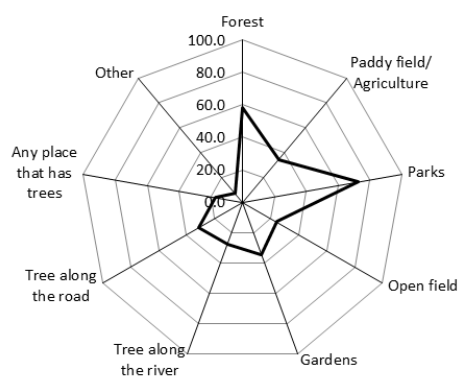 Forest
100.0
80.0
60.0
40.0
20.0
0.0
Paddy field/
Agriculture
Parks
Open field
Gardens
Tree along
the river
Tree along
the road
Any place
that has
trees
Other